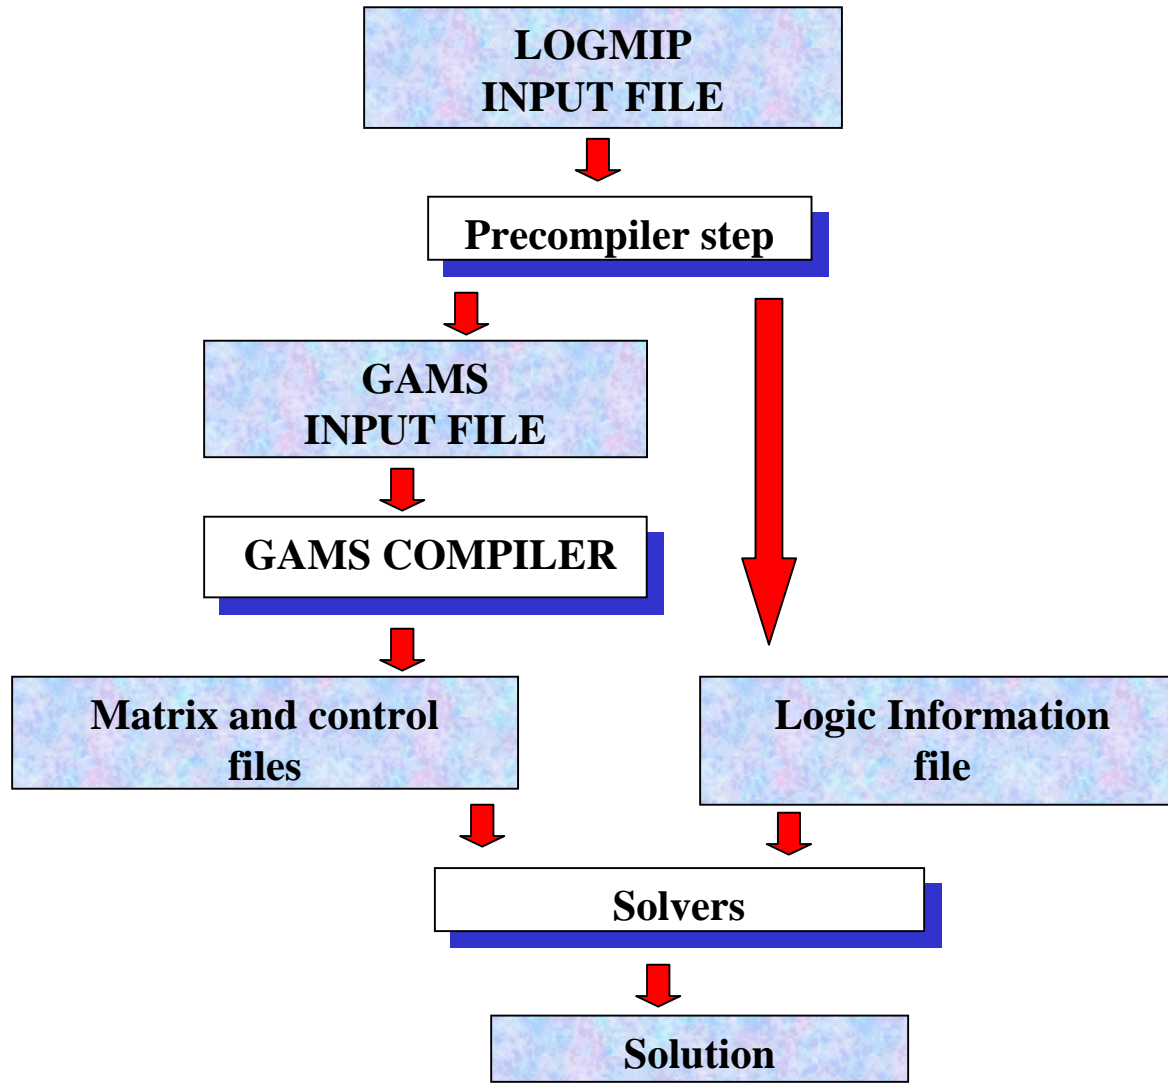 LOGMIP
INPUT FILE
Precompiler step
GAMS
INPUT FILE
GAMS COMPILER
Matrix and control
files
Logic Information
file
Solvers
Solution